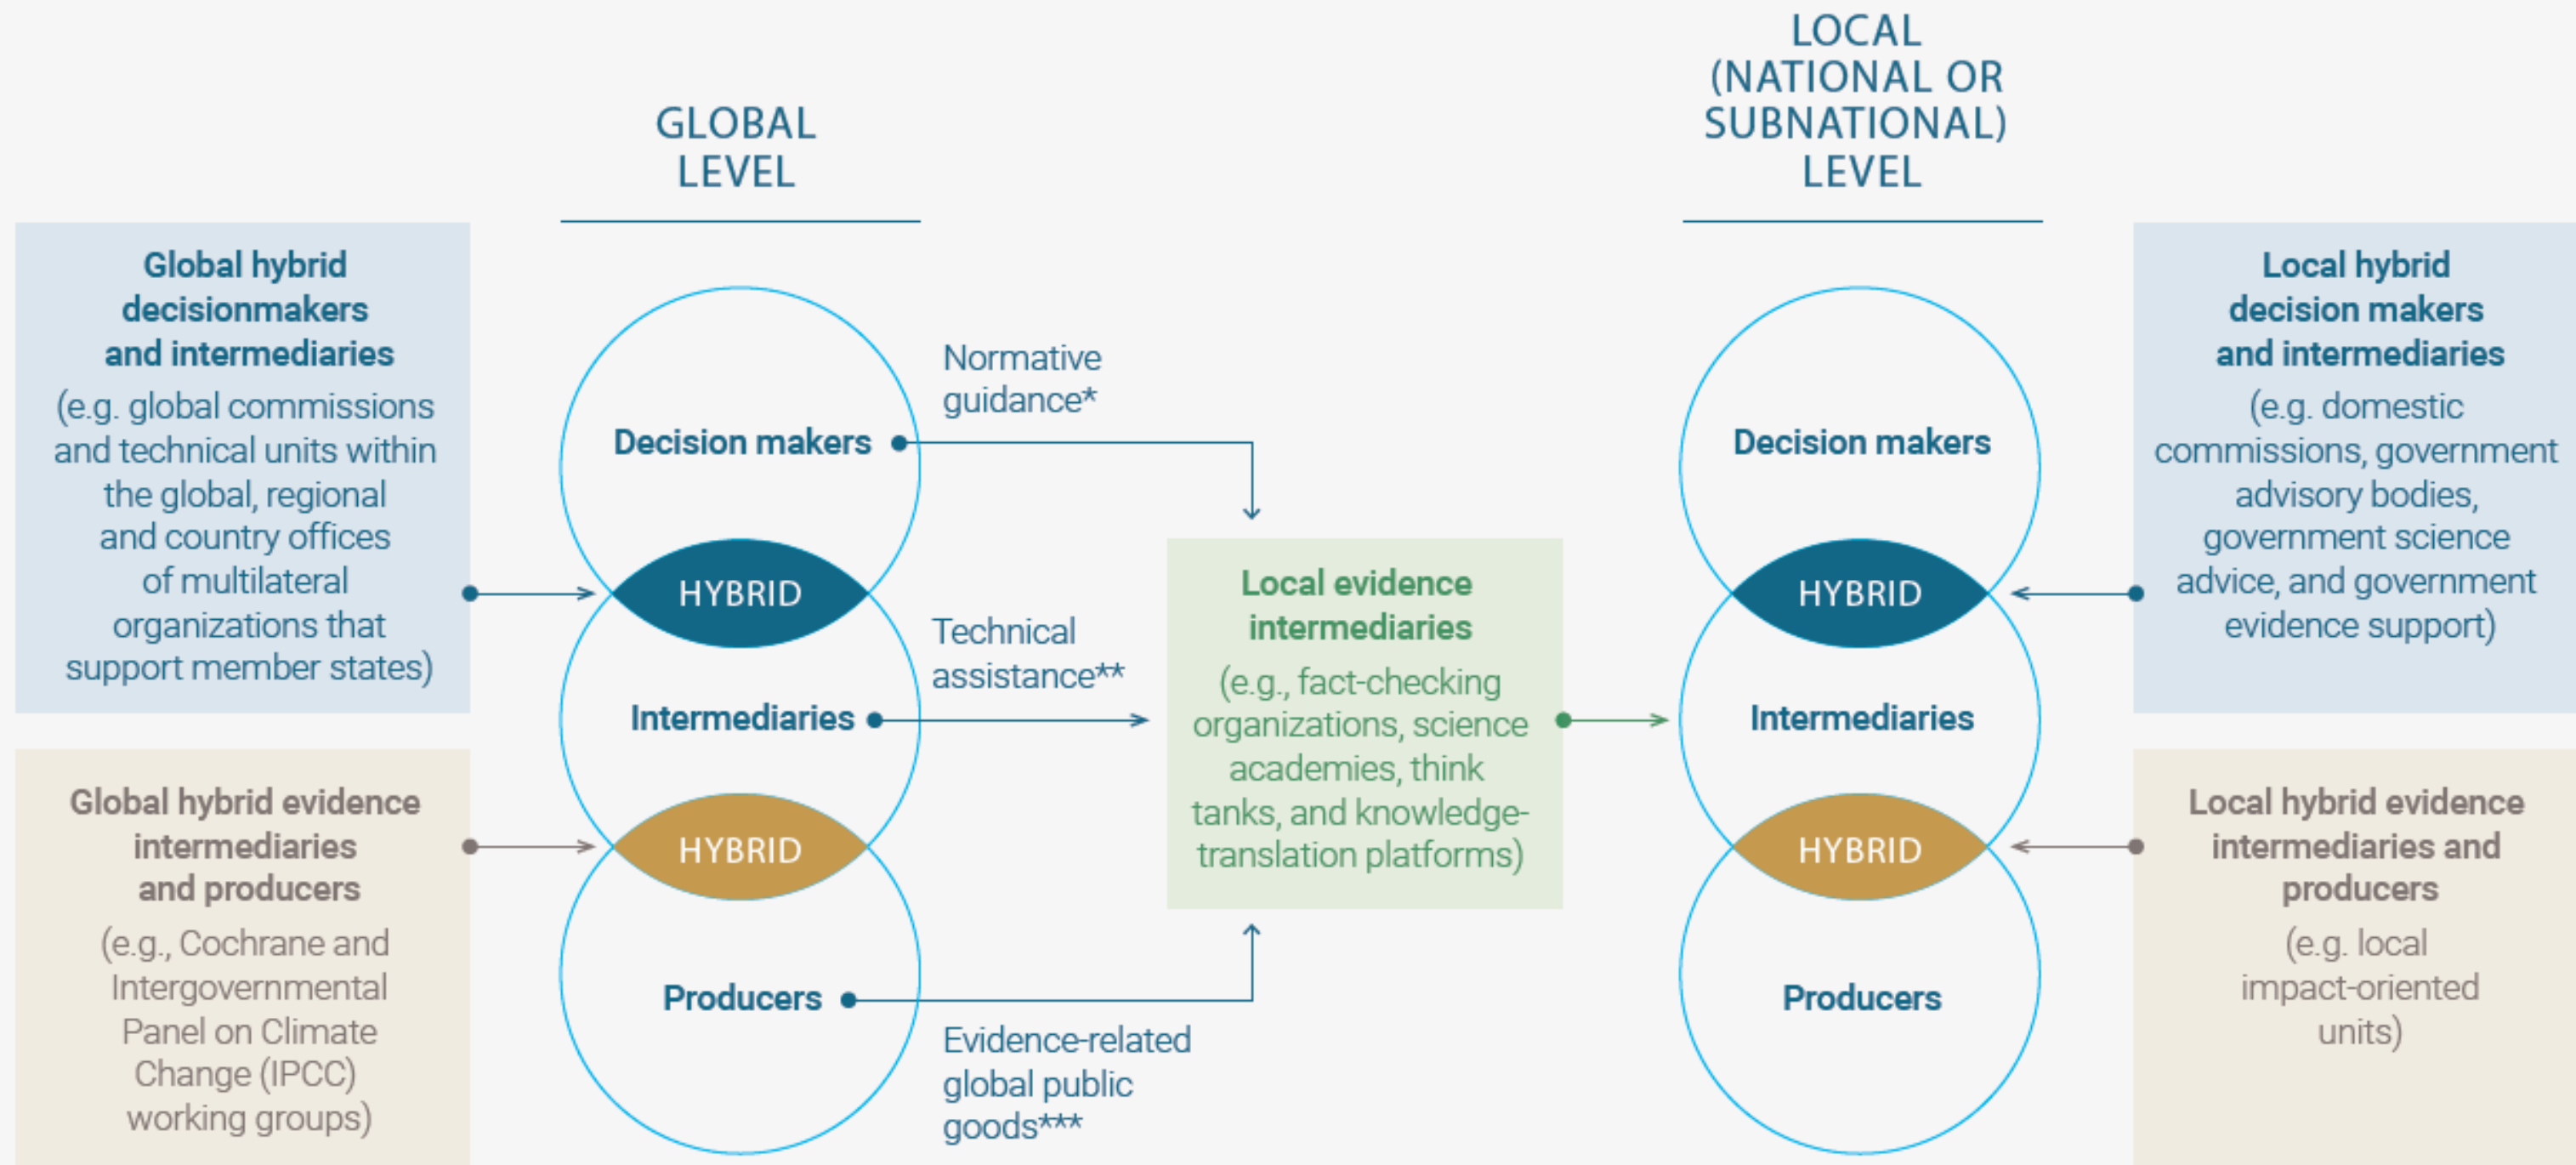 GLOBAL
LEVEL
LOCAL
(NATIONAL OR
SUBNATIONAL)
LEVEL
Global hybrid
decisionmakers
and intermediaries
(e.g. global commissions
and technical units within
the global, regional
and country offices
of multilateral
organizations that
support member states)
Global hybrid evidence
intermediaries
and producers
(e.g., Cochrane and
Intergovernmental
Panel on Climate
Change (IPCC)
working groups)
Decision makers
HYBRID
Intermediaries
HYBRID
Producers
Normative
guidance*
Technical
assistance**
Evidence-related
global public
goods***
Local evidence
intermediaries
(e.g., fact-checking
organizations, science
academies, think
tanks, and knowledge-
translation platforms)
Decision makers
HYBRID
Intermediaries
HYBRID
Producers
Local hybrid
decision makers
and intermediaries
(e.g. domestic
commissions, government
advisory bodies,
government science
advice, and government
evidence support)
Local hybrid evidence
intermediaries and
producers
(e.g. local
impact-oriented
units)